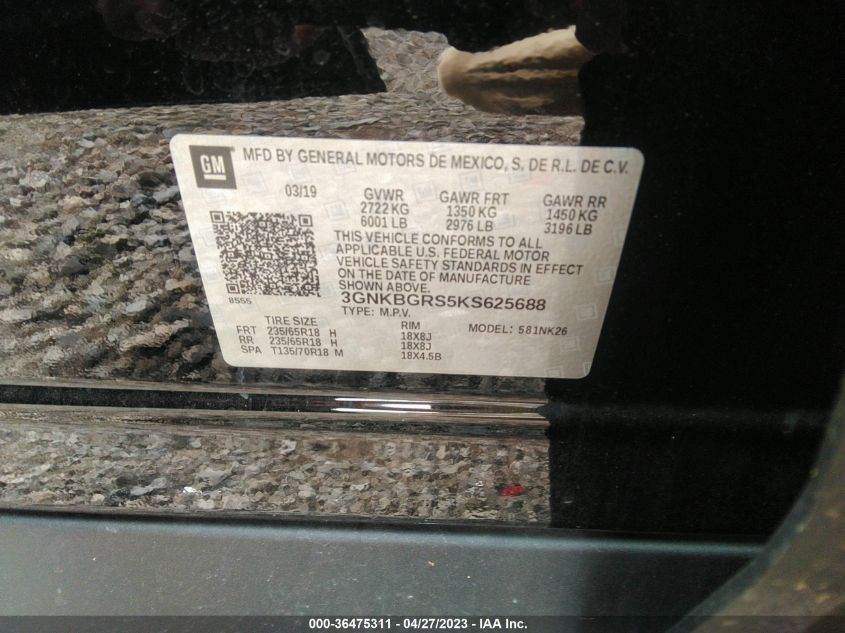 GM MFD BY GENERAL MOTORS DE MEXICO, S. DE R.L. DE C.V.
03/19 GVWR GAWR FRT GAWR RR
2722 KG 1350 KG 1450 KG
6001 LB 2976 LB 3196 LB
THIS VEHICLE CONFORMS TO ALL
APPLICABLE U.S. FEDERAL MOTOR
VEHICLE SAFETY STANDARDS IN EFFECT
ON THE DATE OF MANUFACTURE
SHOWN ABOVE.
8555 3GNKBGRS5KS625688
TYPE: M.P.V. MODEL: 581NK26
TIRE SIZE RIM
FRT 235/65R18 H 18X8J
RR 235/65R18 H 18X8J
SPA T135/70R18 M 18X4.5B
000-36475311 - 04/27/2023 - IAA Inc.